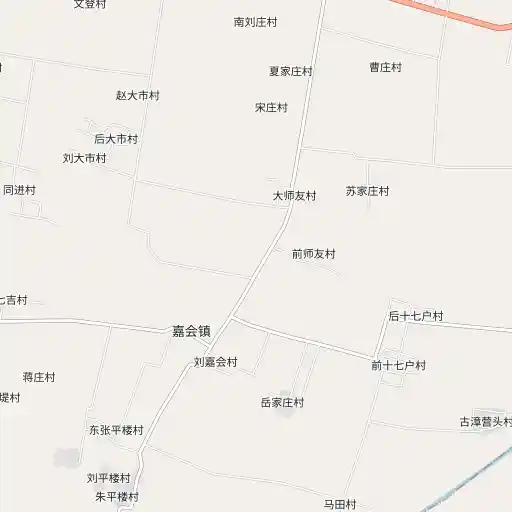 文登村
南刘庄村
夏家庄村
曹庄村
村
赵大市村
宋庄村
后大市村
刘大市村
同进村
大师友村
苏家庄村
前师友村
七吉村
后十七户村
嘉会镇
刘嘉会村
前十七户村
蒋庄村
堤村
岳家庄村
东张平楼村
古漳营头村
刘平楼村
朱平楼村
马田村